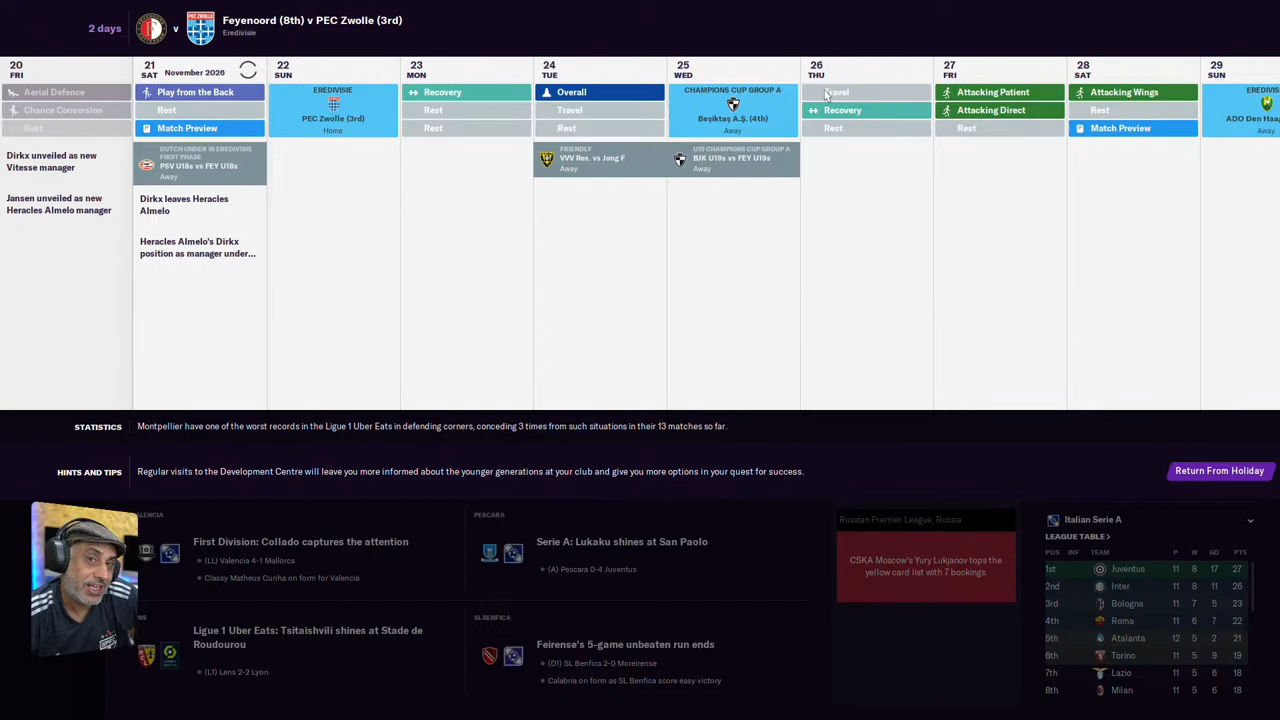 2 days
v
Feyenoord (8th) v PEC Zwolle (3rd)
Eredivisie
20
FRI
Aerial Defence
Chance Conversion
Rest
Dirkx unveiled as new
Vitesse manager
Jansen unveiled as new
Heracles Almelo manager
21
SAT
November 2026
Play from the Back
Rest
Match Preview
DUTCH UNDER 18 EREDIVISIE
FIRST PHASE
PSV U18s vs FEY U18s
Away
Dirkx leaves Heracles
Almelo
Heracles Almelo's Dirkx
position as manager under...
22
SUN
EREDIVISIE
PEC Zwolle (3rd)
Home
23
MON
Recovery
Rest
Rest
24
TUE
Overall
Travel
Rest
FRIENDLY
VVV Res. vs Jong F
Away
25
WED
CHAMPIONS CUP GROUP A
Beşiktaş A.Ş. (4th)
Away
U19 CHAMPIONS CUP GROUP A
BJK U19s vs FEY U19s
Away
26
THU
Travel
Recovery
Rest
27
FRI
Attacking Patient
Attacking Direct
Rest
28
SAT
Attacking Wings
Rest
Match Preview
29
SUN
ERED
ADO Den Haa
Away
STATISTICS
Montpellier have one of the worst records in the Ligue 1 Uber Eats in defending corners, conceding 3 times from such situations in their 13 matches so far.
HINTS AND TIPS
Regular visits to the Development Centre will leave you more informed about the younger generations at your club and give you more options in your quest for success.
Return From Holiday
ALENCIA
First Division: Collado captures the attention
(LL) Valencia 4-1 Mallorca
Classy Matheus Cunha on form for Valencia
PESCARA
Serie A: Lukaku shines at San Paolo
(A) Pescara 0-4 Juventus
NS
Ligue 1 Uber Eats: Tsitaishvili shines at Stade de
Roudourou
(L1) Lens 2-2 Lyon
SL BENFICA
Feirense's 5-game unbeaten run ends
(D1) SL Benfica 2-0 Moreirense
Calabria on form as SL Benfica score easy victory
Russian Premier League, Russia
CSKA Moscow's Yury Lukjanov tops the
yellow card list with 7 bookings.
Italian Serie A
LEAGUE TABLE >
POS INF TEAM P W GD PTS
1st Juventus 11 8 17 27
2nd Inter 11 8 11 26
3rd Bologna 11 7 5 23
4th Roma 11 6 7 22
5th Atalanta 12 5 2 21
6th Torino 11 5 9 19
7th Lazio 11 5 6 18
8th Milan 11 5 6 18